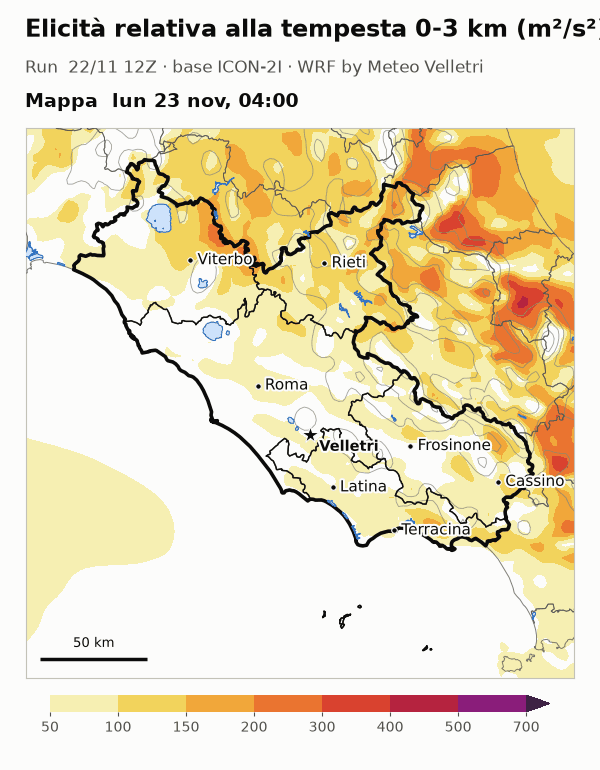 Elicità relativa alla tempesta 0-3 km (m²/s²)
Run 22/11 12Z · base ICON-2I · WRF by Meteo Velletri
Mappa lun 23 nov, 04:00
Viterbo
Rieti
Roma
Velletri
Frosinone
Cassino
Latina
Terracina
50 km
50 100 150 200 300 400 500 700